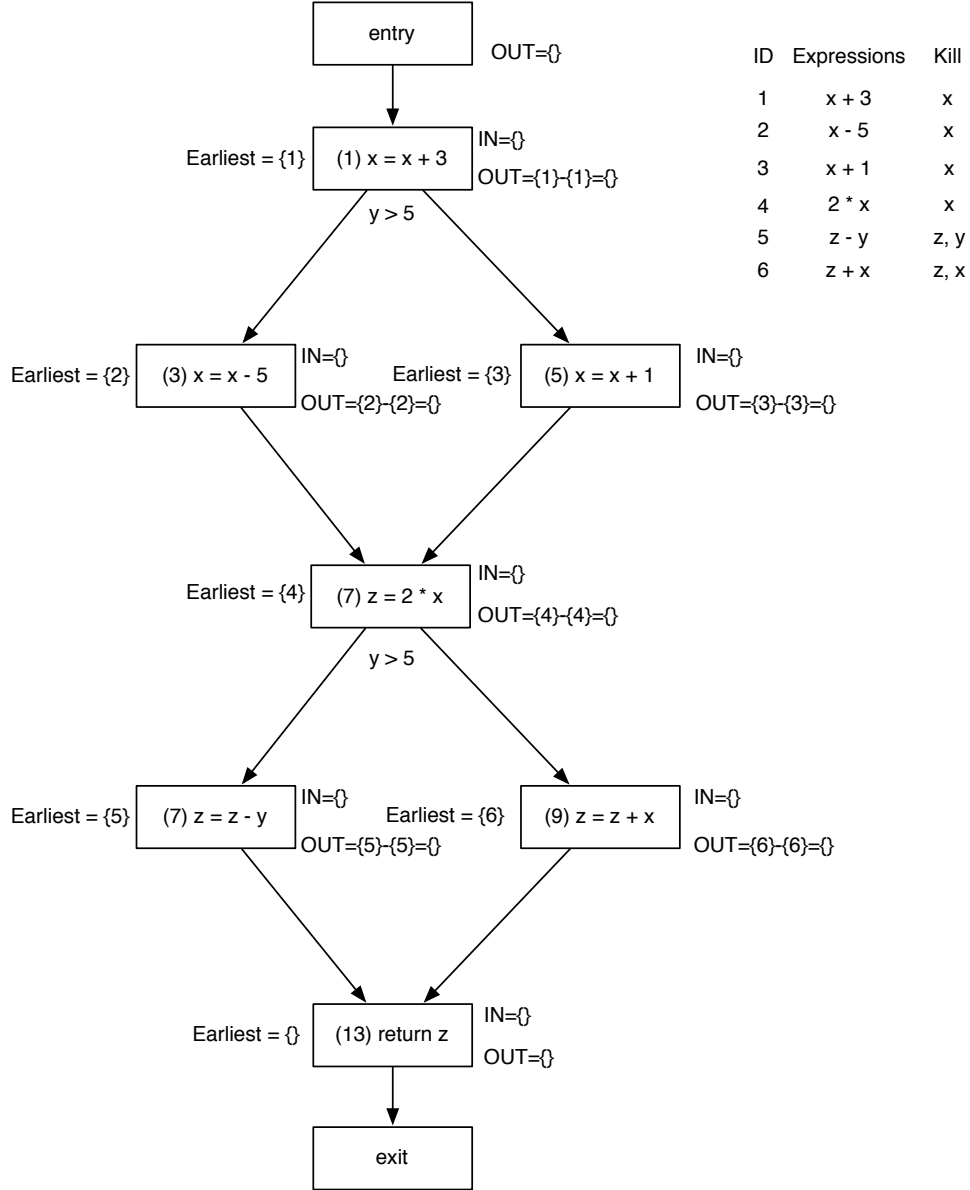 entry
OUT={}
ID Expressions Kill
1 x + 3 x
2 x - 5 x
3 x + 1 x
4 2 * x x
5 z - y z, y
6 z + x z, x
Earliest = {1}
(1) x = x + 3
IN={}
OUT={1}-{1}={}
y > 5
Earliest = {2}
(3) x = x - 5
IN={}
OUT={2}-{2}={}
Earliest = {3}
(5) x = x + 1
IN={}
OUT={3}-{3}={}
Earliest = {4}
(7) z = 2 * x
IN={}
OUT={4}-{4}={}
y > 5
Earliest = {5}
(7) z = z - y
IN={}
OUT={5}-{5}={}
Earliest = {6}
(9) z = z + x
IN={}
OUT={6}-{6}={}
Earliest = {}
(13) return z
IN={}
OUT={}
exit